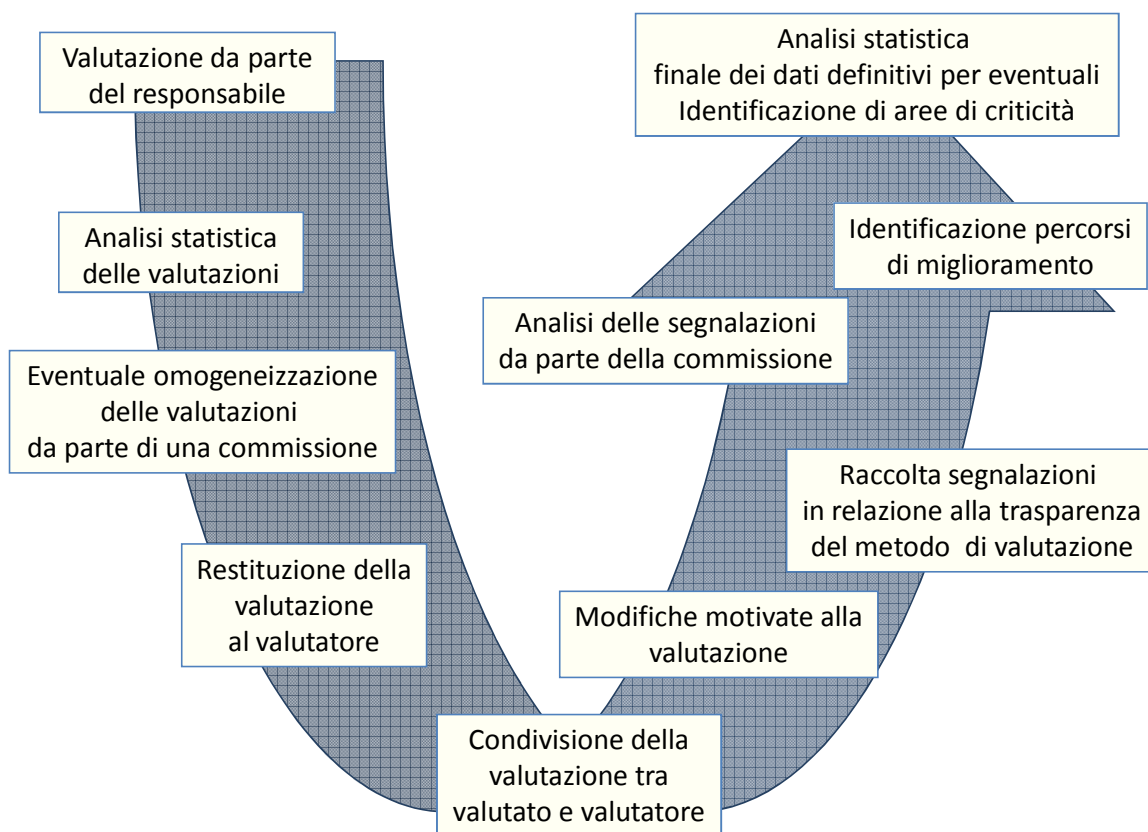 Valutazione da parte
del responsabile
Analisi statistica
delle valutazioni
Eventuale omogeneizzazione
delle valutazioni
da parte di una commissione
Restituzione della
valutazione
al valutatore
Condivisione della
valutazione tra
valutato e valutatore
Modifiche motivate alla
valutazione
Raccolta segnalazioni
in relazione alla trasparenza
del metodo  di valutazione
Analisi delle segnalazioni
da parte della commissione
Identificazione percorsi
di miglioramento
Analisi statistica
finale dei dati definitivi per eventuali
Identificazione di aree di criticità